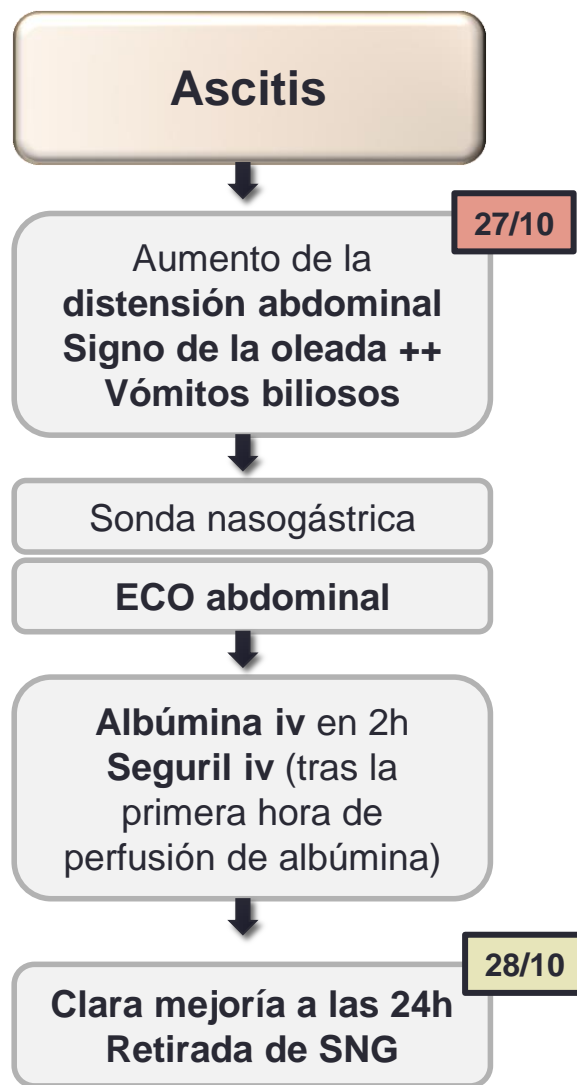 Ascitis
27/10
Aumento de la
distensión abdominal
Signo de la oleada ++
Vómitos biliosos
Sonda nasogástrica
ECO abdominal
Albúmina iv en 2h
Seguril iv (tras la
primera hora de
perfusión de albúmina)
28/10
Clara mejoría a las 24h
Retirada de SNG